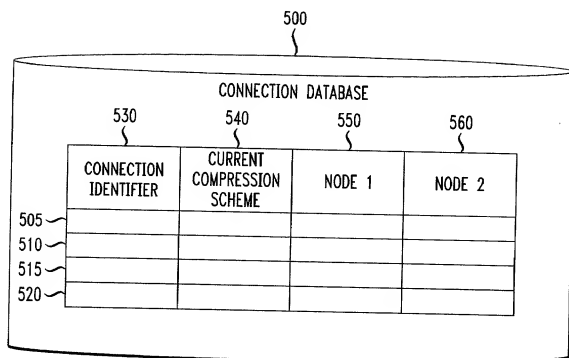 500
CONNECTION DATABASE
530 540 550 560
CONNECTION IDENTIFIER
CURRENT COMPRESSION SCHEME
NODE 1
NODE 2
505
510
515
520